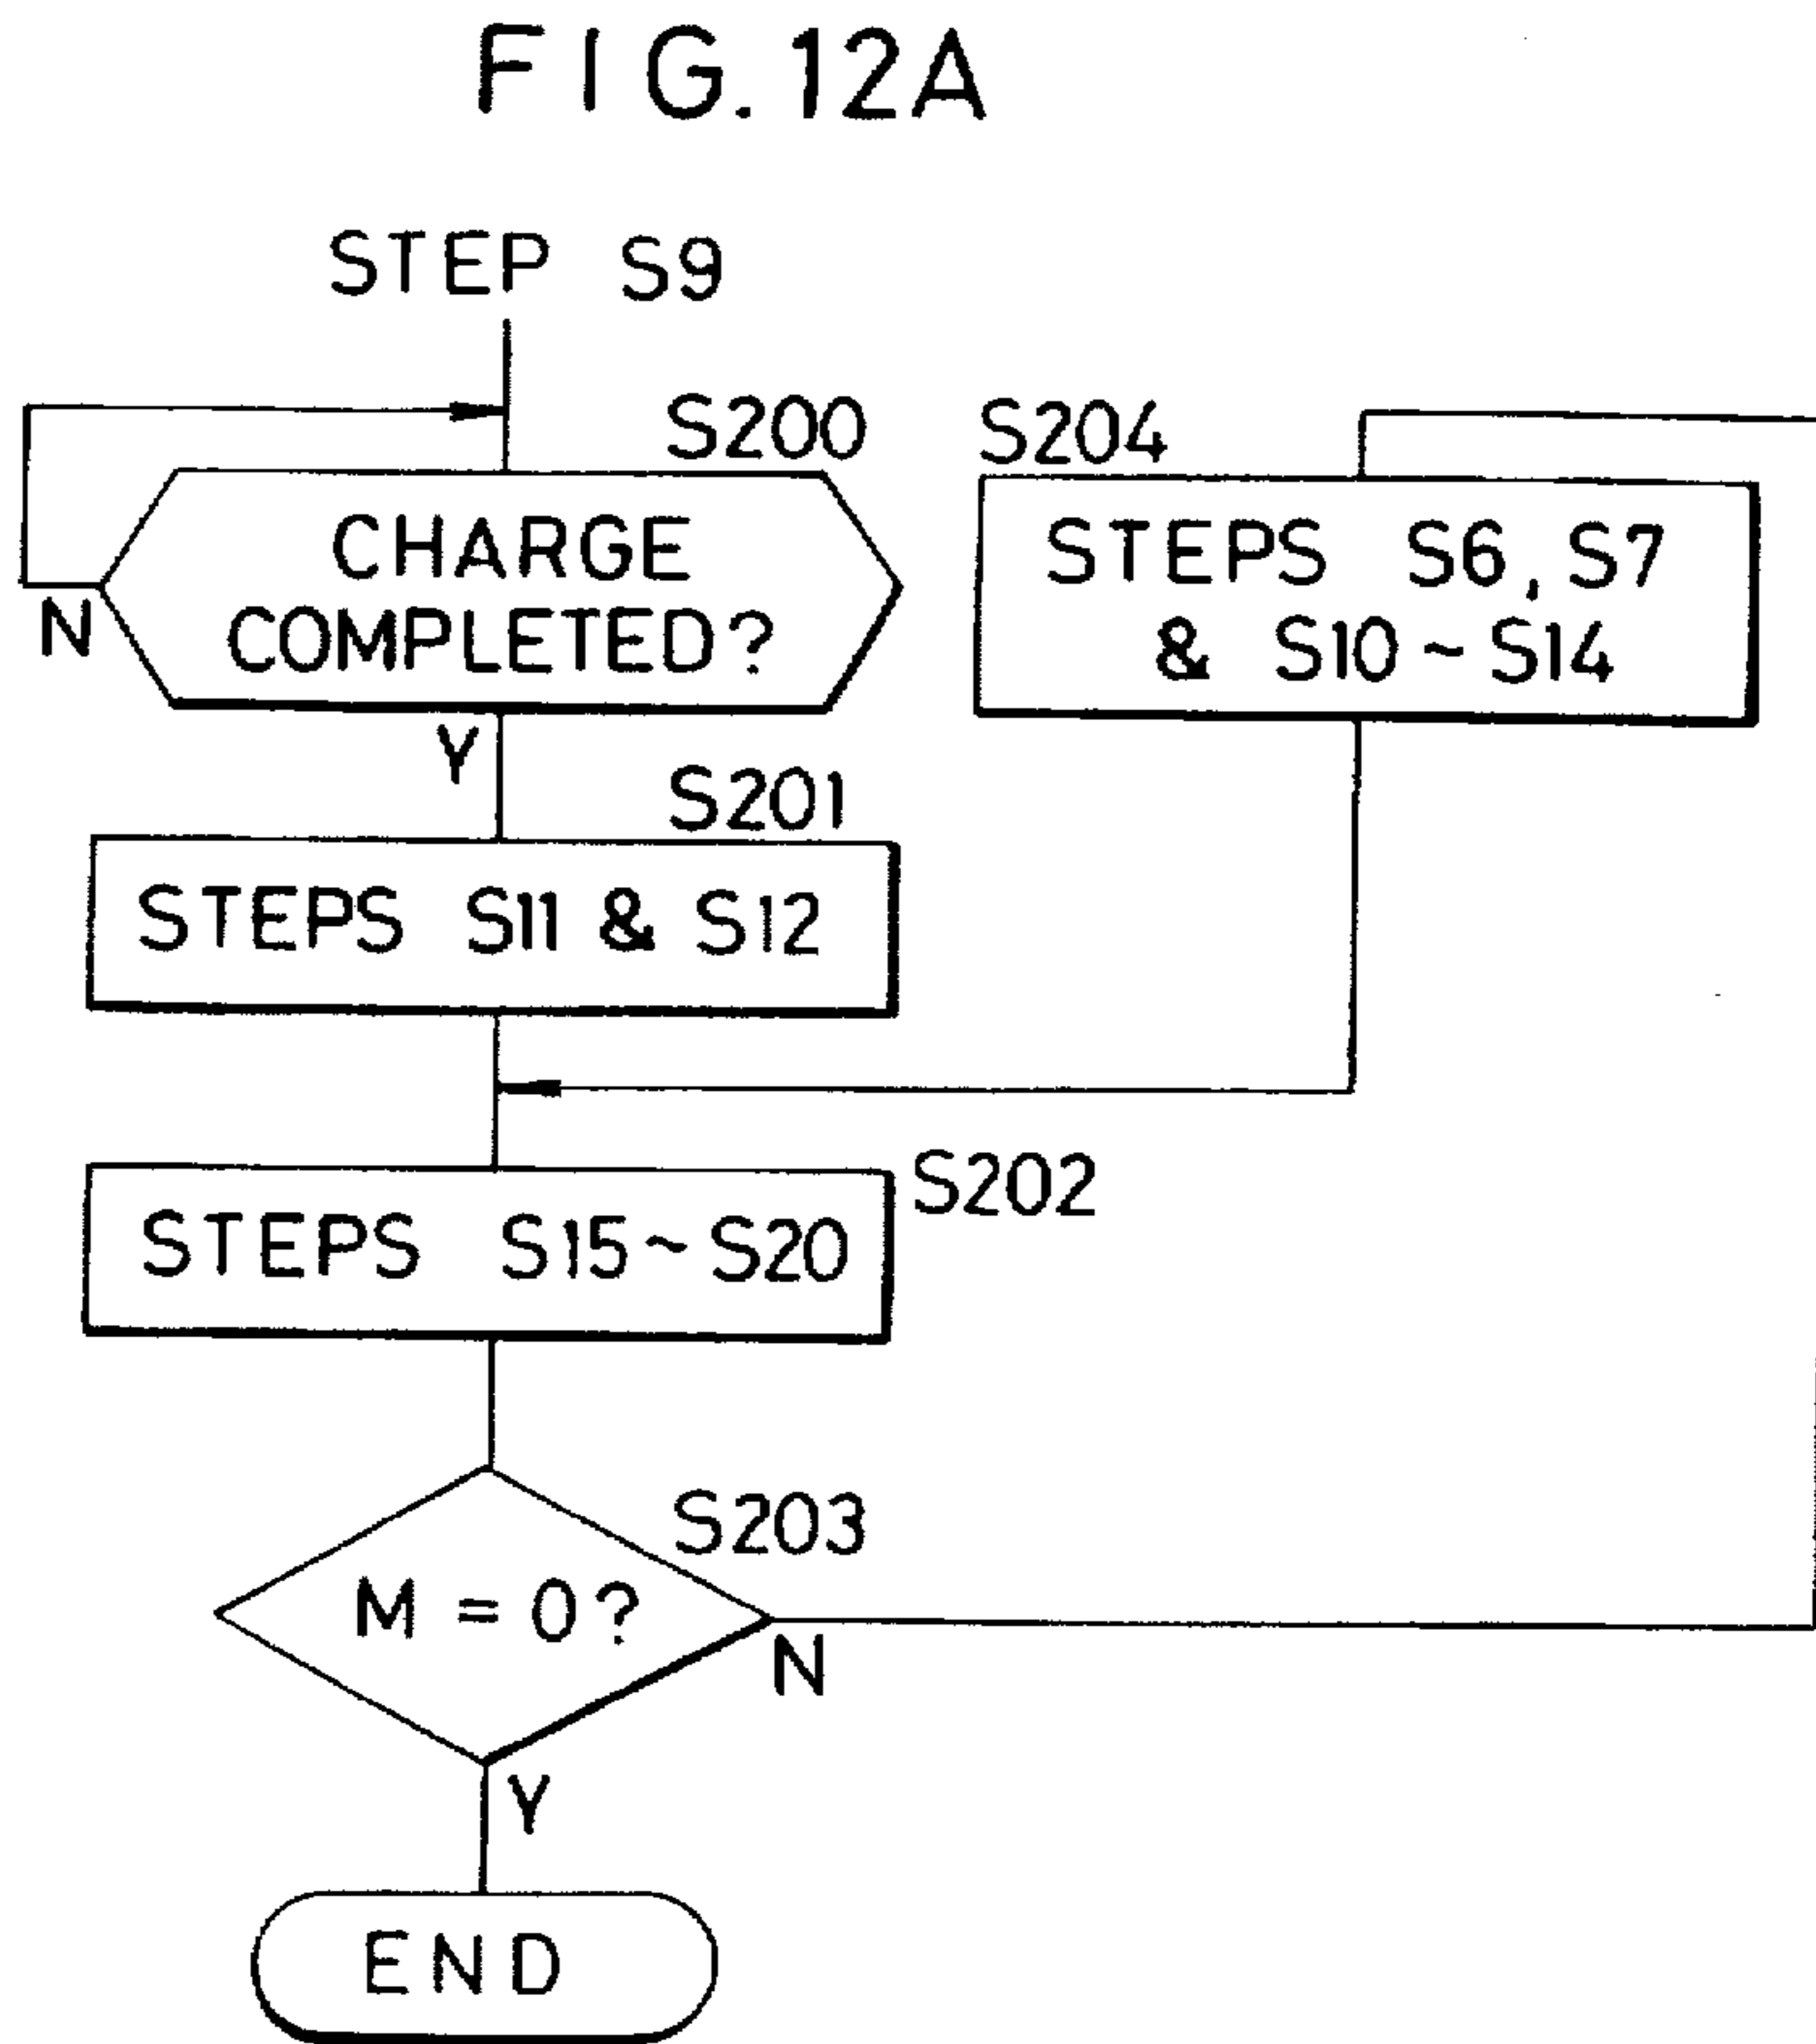 FIG. 12A
STEP S9
S200
CHARGE
COMPLETED?
N
Y
S201
STEPS S11 & S12
S204
STEPS S6, S7
& S10~S14
S202
STEPS S15~S20
S203
M = 0?
N
Y
END